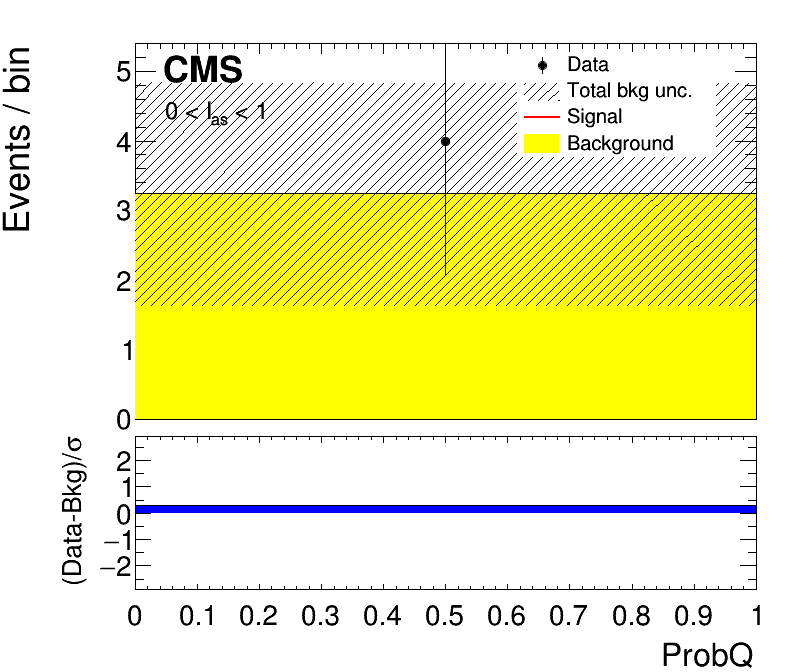 Events / bin
CMS
0 < I_as < 1
Data
Total bkg unc.
Signal
Background
5
4
3
2
1
0
(Data-Bkg)/σ
2
1
0
−1
−2
0 0.1 0.2 0.3 0.4 0.5 0.6 0.7 0.8 0.9 1
ProbQ